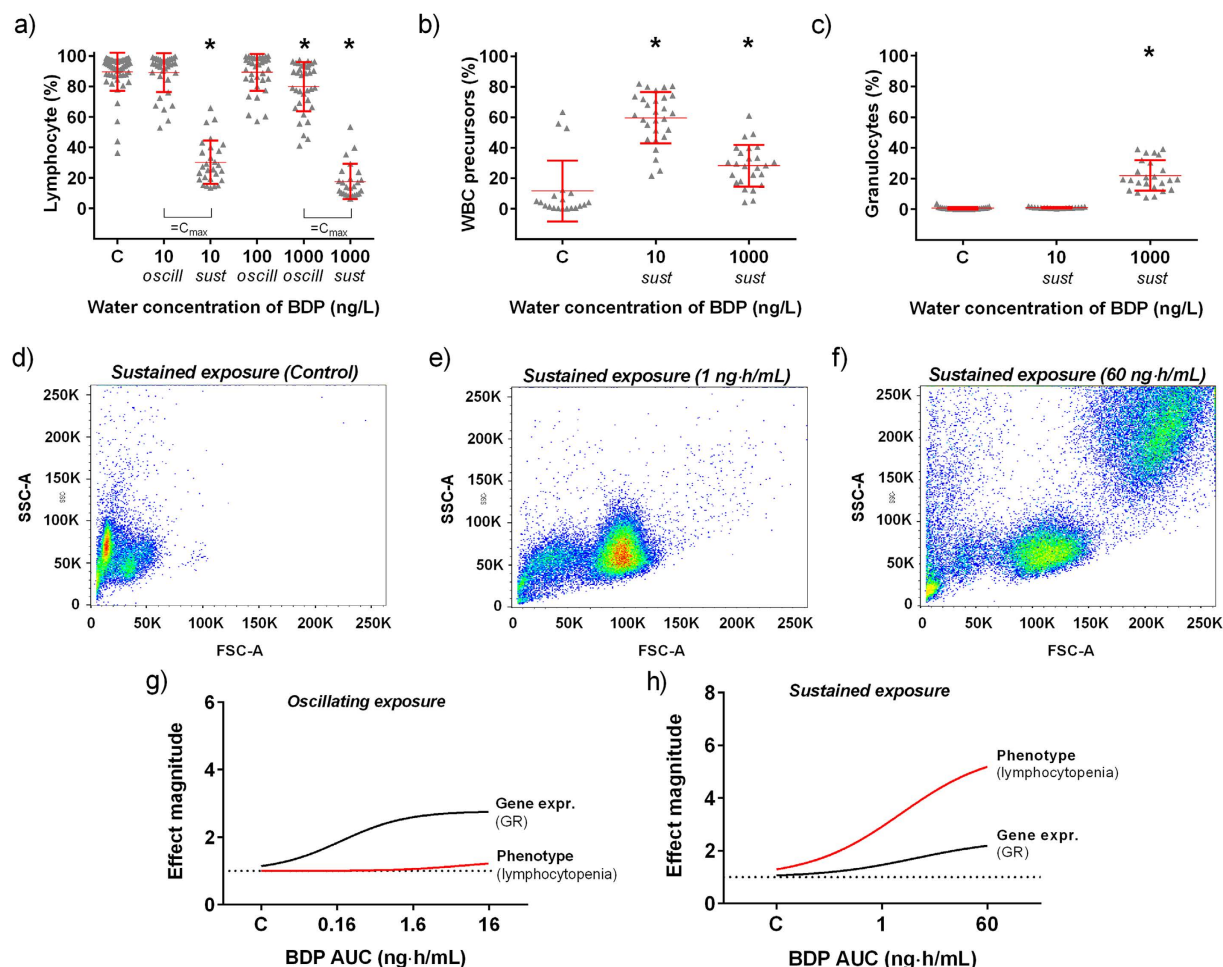 a)
Lymphocyte (%)
100
80
60
40
20
0
* * *
=Cmax =Cmax
C 10 10 100 1000 1000
oscill sust oscill sust
Water concentration of BDP (ng/L)
b)
WBC precursors (%)
100
80
60
40
20
0
* *
C 10 1000
sust sust
Water concentration of BDP (ng/L)
c)
Granulocytes (%)
100
80
60
40
20
0
*
C 10 1000
sust sust
Water concentration of BDP (ng/L)
d)
Sustained exposure (Control)
SSC-A
SSC-
250K
200K
150K
100K
50K
0
0 50K 100K 150K 200K 250K
FSC-A
e)
Sustained exposure (1 ng·h/mL)
SSC-A
SSC-
250K
200K
150K
100K
50K
0
0 50K 100K 150K 200K 250K
FSC-A
f)
Sustained exposure (60 ng·h/mL)
SSC-A
SSC-
250K
200K
150K
100K
50K
0
0 50K 100K 150K 200K 250K
FSC-A
g)
Oscillating exposure
Effect magnitude
6
4
2
0
Gene expr.
(GR)
Phenotype
(lymphocytopenia)
C 0.16 1.6 16
BDP AUC (ng·h/mL)
h)
Sustained exposure
Effect magnitude
8
6
4
2
0
Phenotype
(lymphocytopenia)
Gene expr.
(GR)
C 1 60
BDP AUC (ng·h/mL)